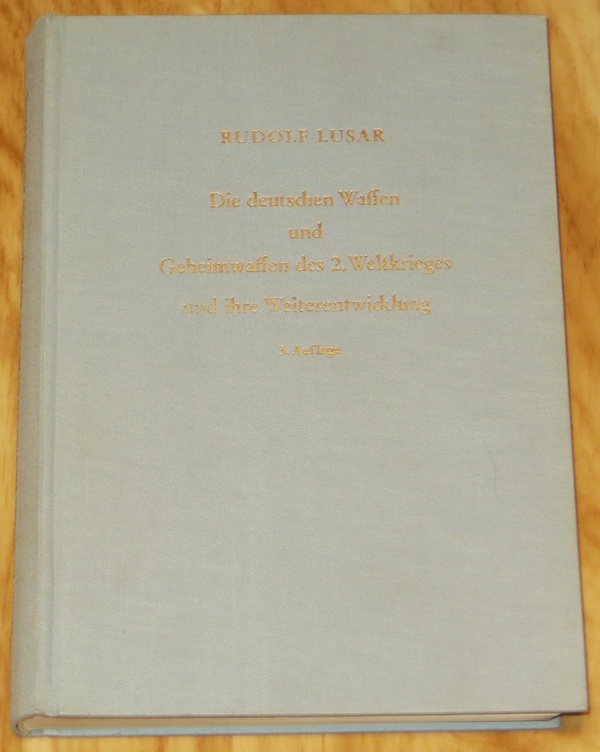 RUDOLF LUSAR
Die deutschen Waffen
und
Geheimwaffen des 2. Weltkrieges
und ihre Weiterentwicklung
Auflage